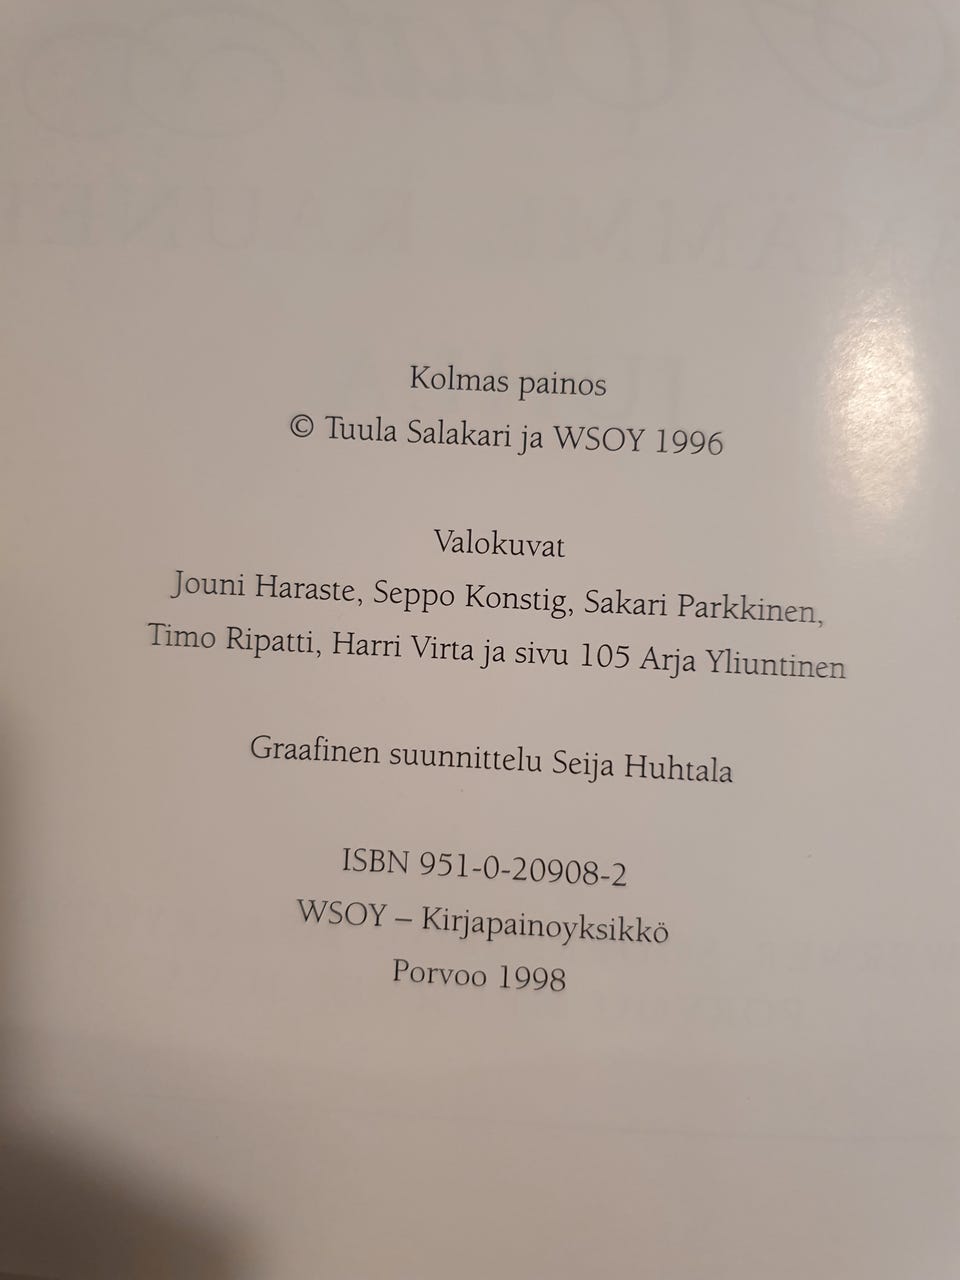 Kolmas painos
© Tuula Salakari ja WSOY 1996
Valokuvat
Jouni Haraste, Seppo Konstig, Sakari Parkkinen,
Timo Ripatti, Harri Virta ja sivu 105 Arja Yliuntinen
Graafinen suunnittelu Seija Huhtala
ISBN 951-0-20908-2
WSOY – Kirjapainoyksikkö
Porvoo 1998